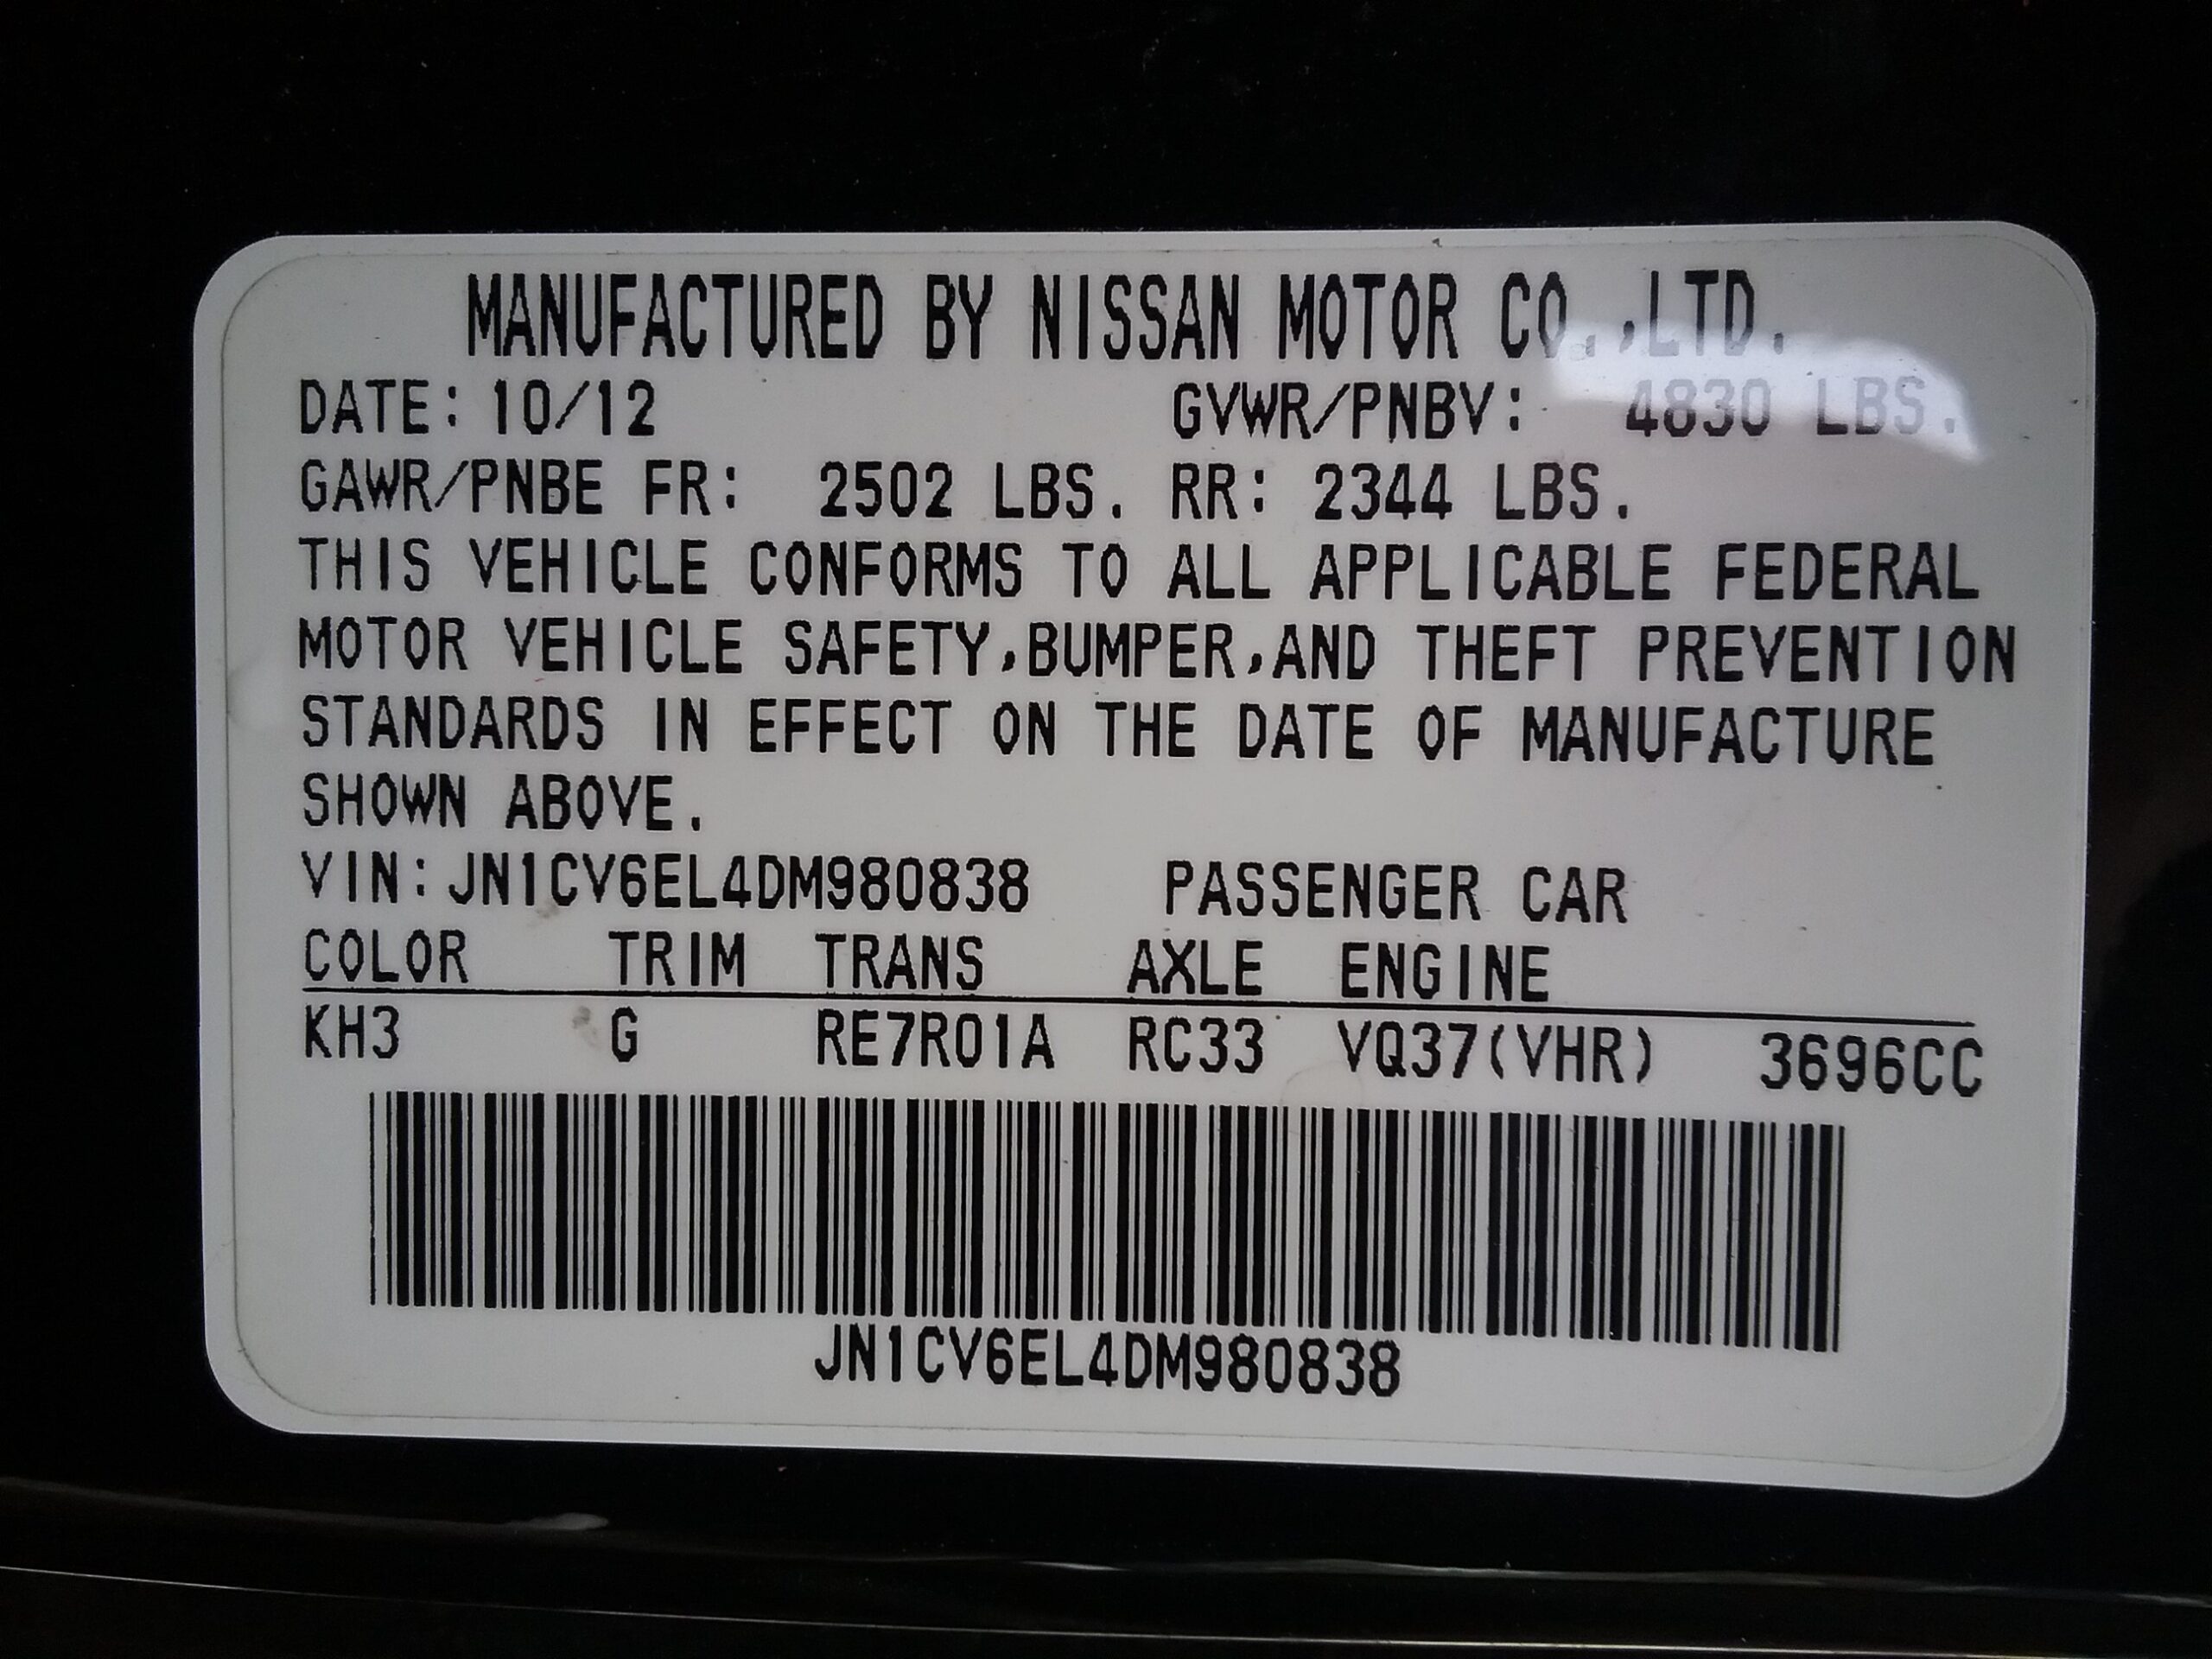 MANUFACTURED BY NISSAN MOTOR CO.,LTD.
DATE: 10/12 GVWR/PNBV: 4830 LBS.
GAWR/PNBE FR: 2502 LBS. RR: 2344 LBS.
THIS VEHICLE CONFORMS TO ALL APPLICABLE FEDERAL
MOTOR VEHICLE SAFETY,BUMPER,AND THEFT PREVENTION
STANDARDS IN EFFECT ON THE DATE OF MANUFACTURE
SHOWN ABOVE.
VIN:JN1CV6EL4DM980838 PASSENGER CAR
COLOR TRIM TRANS AXLE ENGINE
KH3 G RE7R01A RC33 VQ37(VHR) 3696CC
JN1CV6EL4DM980838